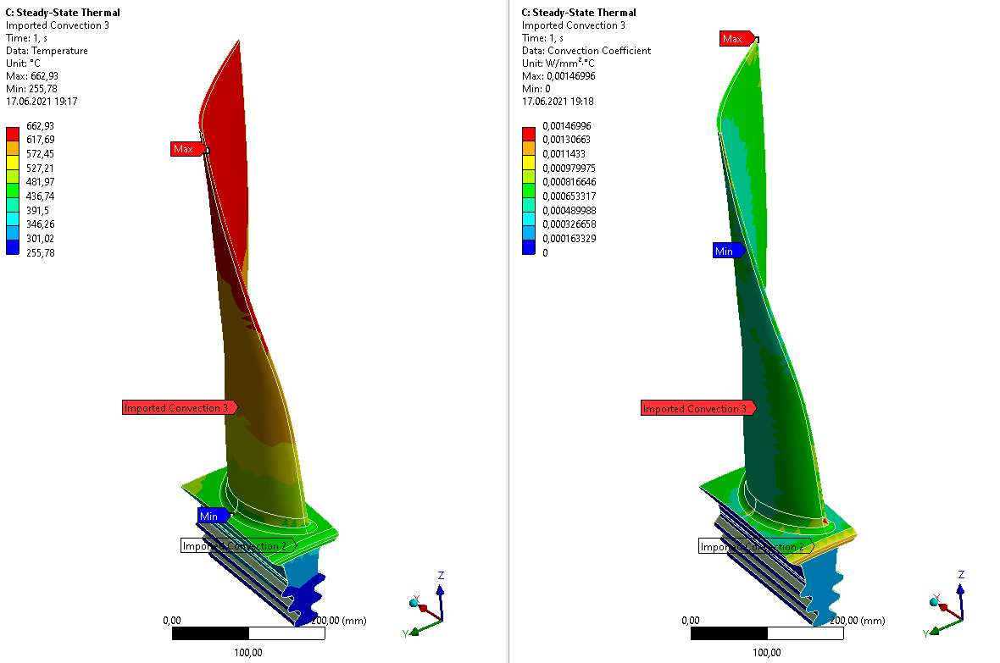 C: Steady-State Thermal
Imported Convection 3
Time: 1, s
Data: Temperature
Unit: °C
Max: 662,93
Min: 255,78
17.06.2021 19:17
662,93
617,69
572,45
527,21
481,97
436,74
391,5
346,26
301,02
255,78
Max
Imported Convection 3
Min
Imported Convection 2
0,00
200,00 (mm)
100,00
Z
X
Y
C: Steady-State Thermal
Imported Convection 3
Time: 1, s
Data: Convection Coefficient
Unit: W/mm²·°C
Max: 0,00146996
Min: 0
17.06.2021 19:18
0,00146996
0,00130663
0,0011433
0,000979975
0,000816646
0,000653317
0,000489988
0,000326658
0,000163329
0
Max
Min
Imported Convection 3
Imported Convection 2
0,00
200,00 (mm)
100,00
Z
X
Y